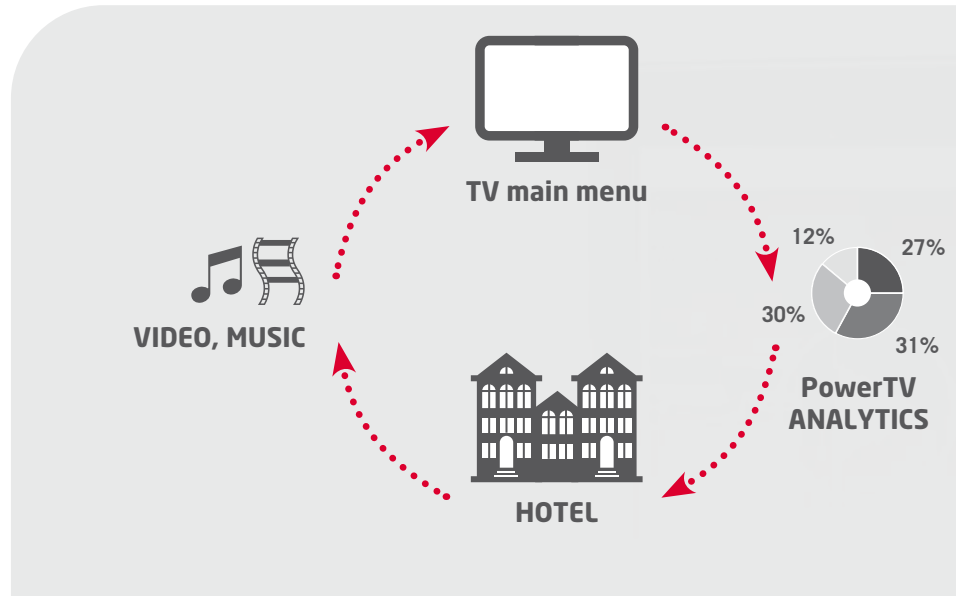 TV main menu
12%
27%
30%
31%
VIDEO, MUSIC
PowerTV
ANALYTICS
HOTEL